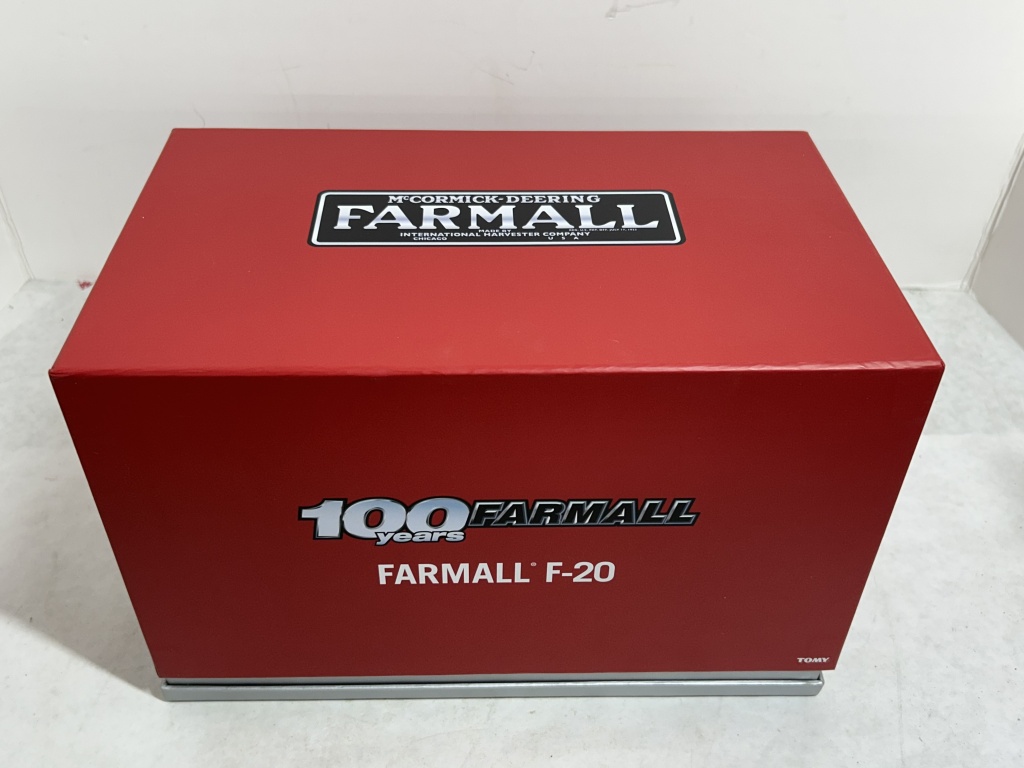 McCORMICK-DEERING
FARMALL
MADE BY
INTERNATIONAL HARVESTER COMPANY
CHICAGO U S A
100 years FARMALL
FARMALL® F-20
TOMY